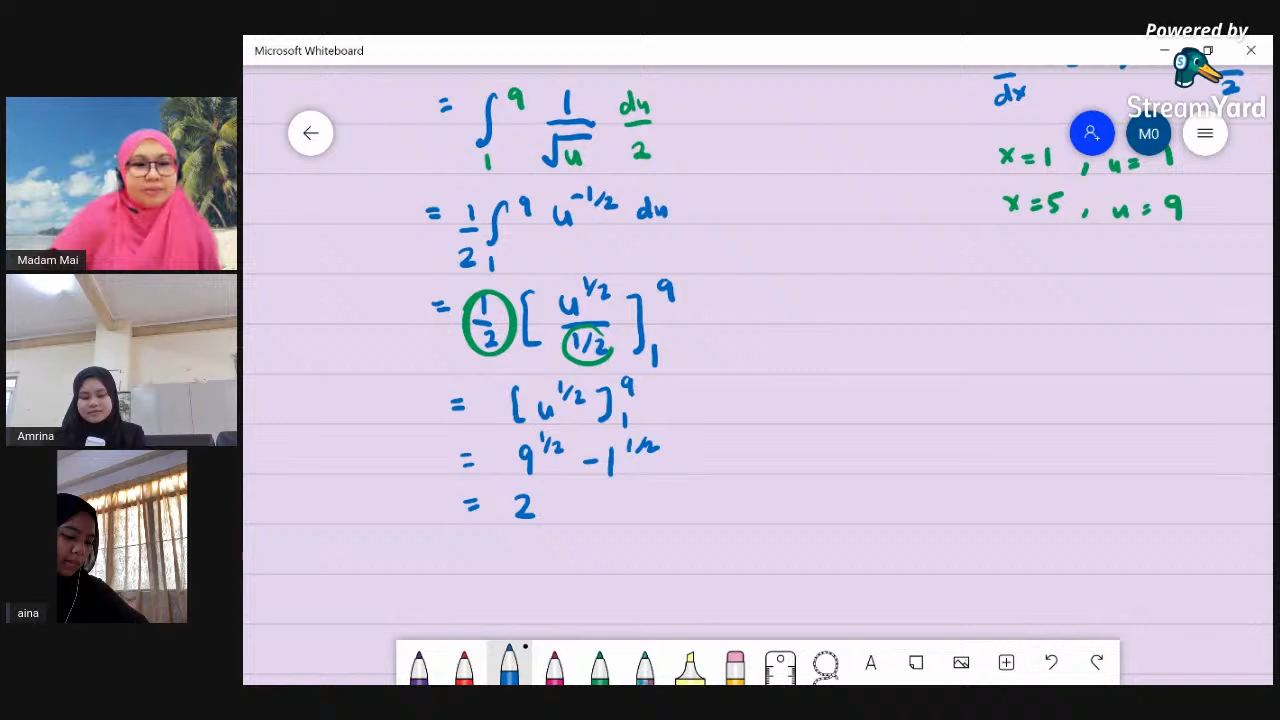 Powered by
StreamYard
Microsoft Whiteboard
dx
2
x = 1 , u = 1
x = 5 , u = 9
M0
= ∫₁⁹ 1/√u du/2
= 1/2 ∫₁⁹ u^(-1/2) du
= 1/2 [ u^(1/2) / (1/2) ]₁⁹
= [ u^(1/2) ]₁⁹
= 9^(1/2) - 1^(1/2)
= 2
Madam Mai
Amrina
aina
A